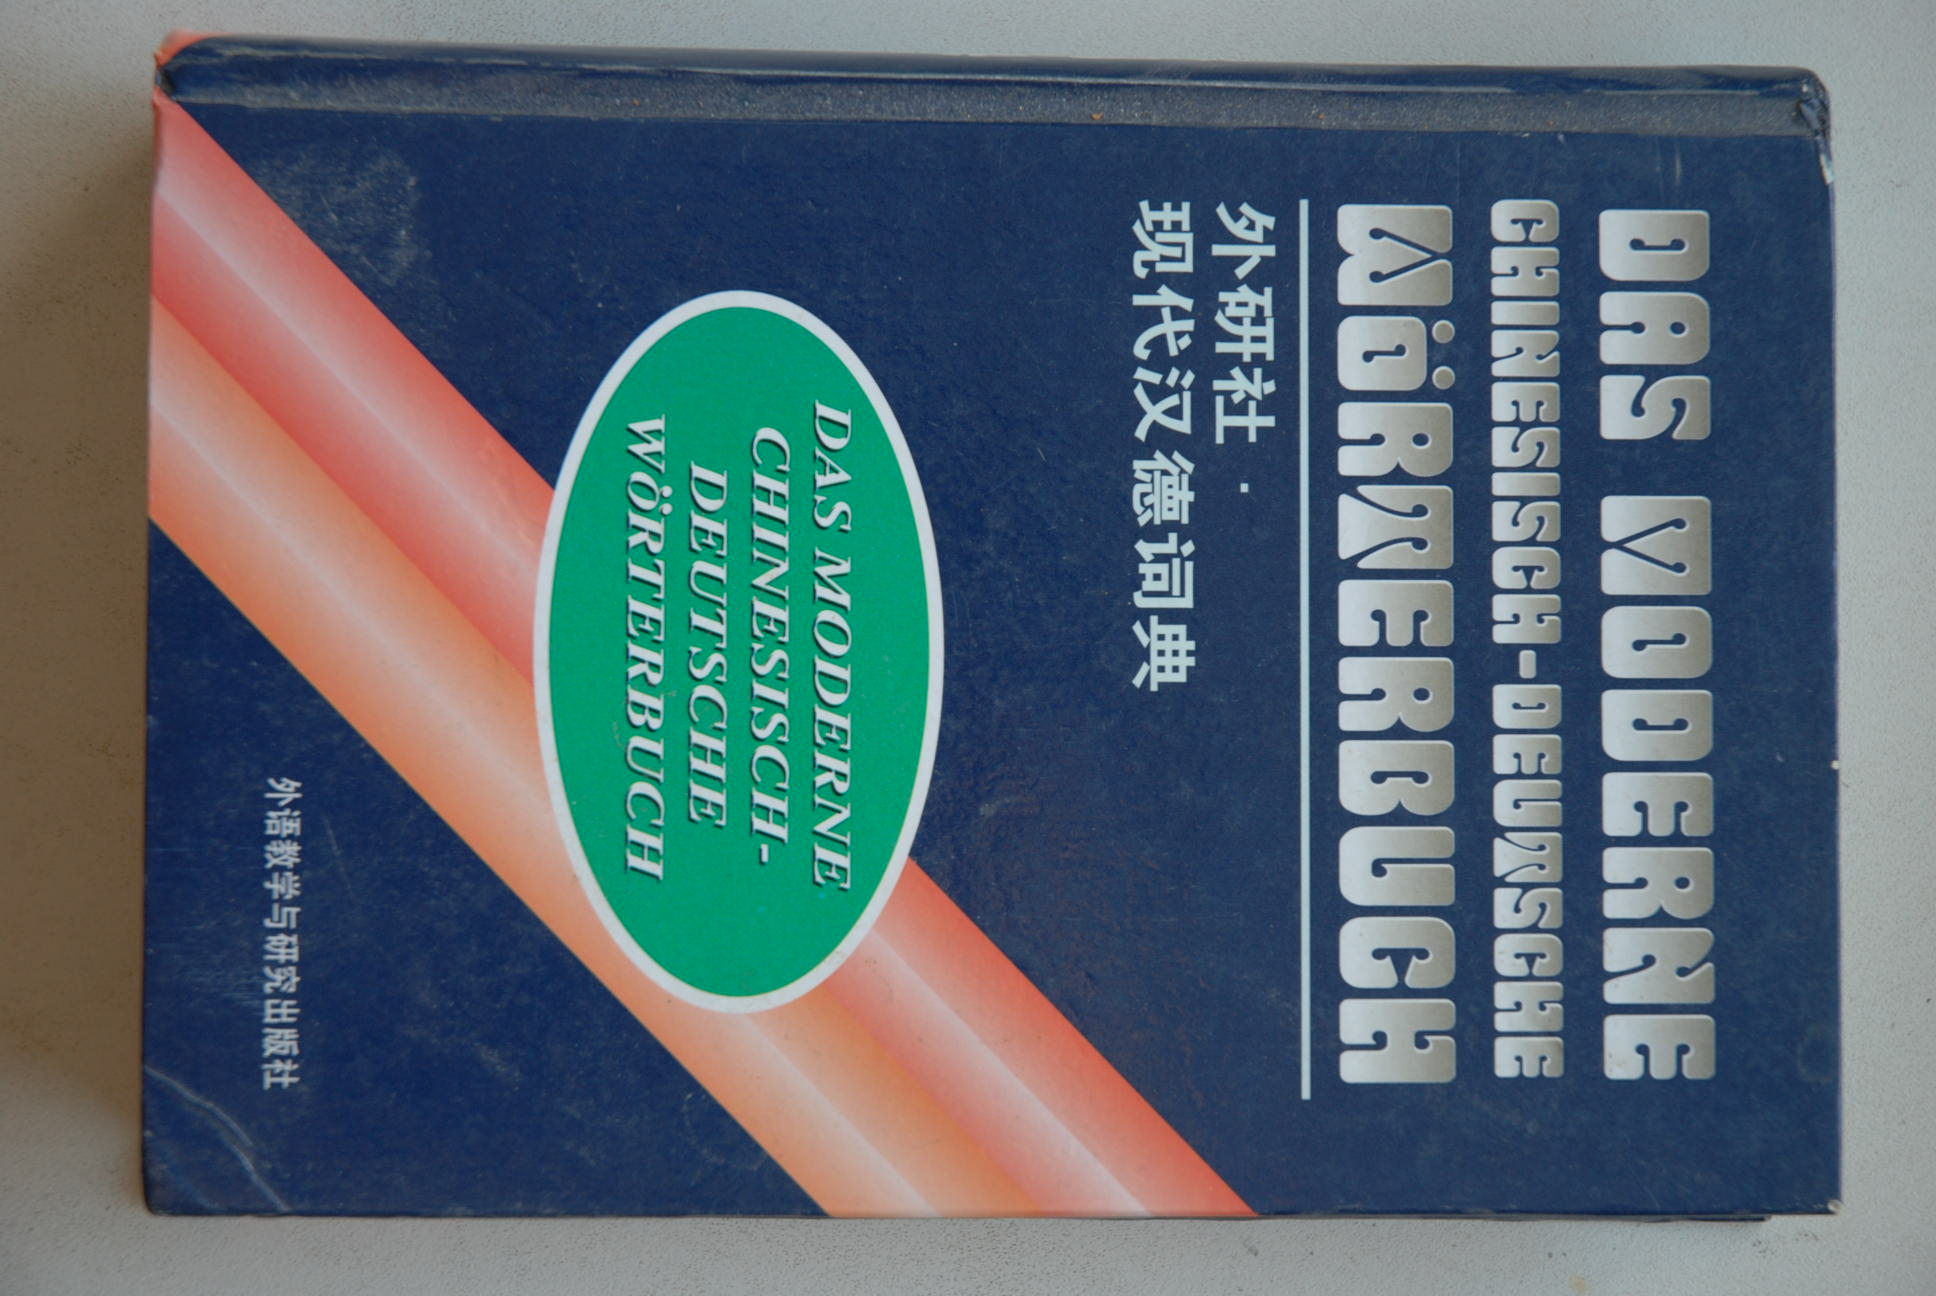 DAS MODERNE
CHINESISCH-DEUTSCHE
WÖRTERBUCH
外研社·
现代汉德词典
DAS MODERNE
CHINESISCH-
DEUTSCHE
WÖRTERBUCH
外语教学与研究出版社